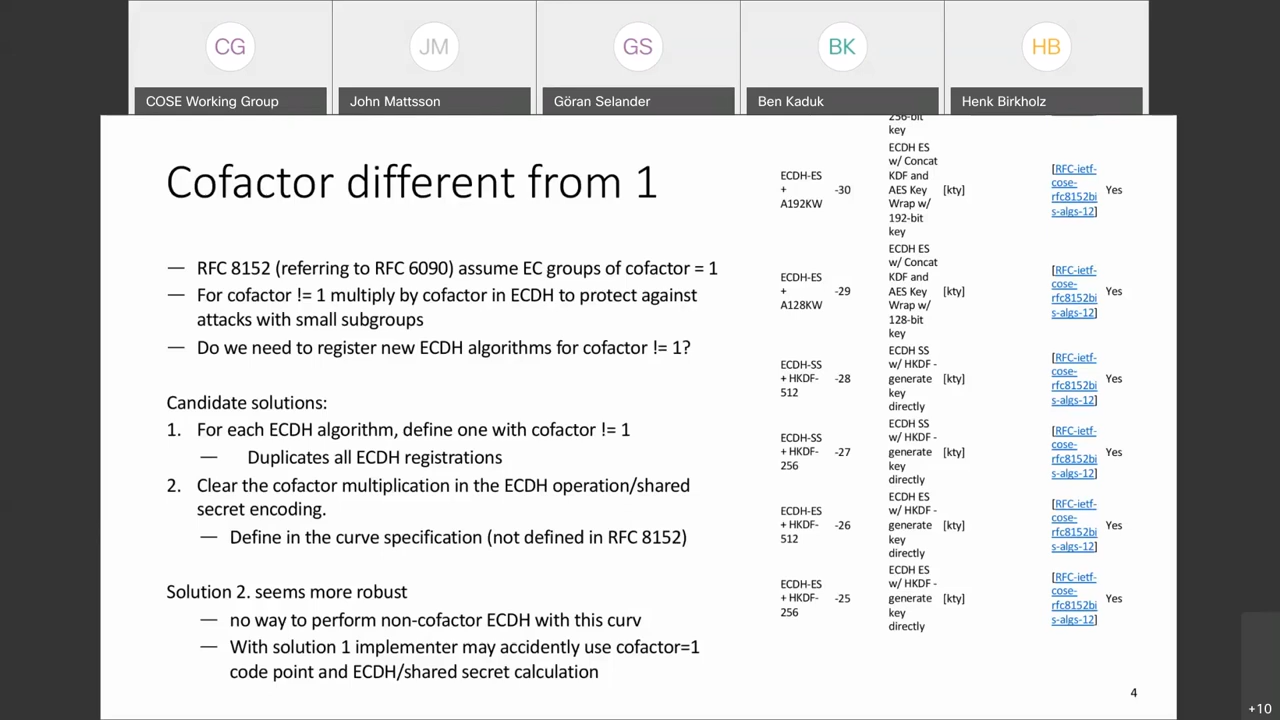 CG
JM
GS
BK
HB
COSE Working Group
John Mattsson
Göran Selander
Ben Kaduk
Henk Birkholz
Cofactor different from 1
— RFC 8152 (referring to RFC 6090) assume EC groups of cofactor = 1
— For cofactor != 1 multiply by cofactor in ECDH to protect against
attacks with small subgroups
— Do we need to register new ECDH algorithms for cofactor != 1?
Candidate solutions:
1. For each ECDH algorithm, define one with cofactor != 1
— Duplicates all ECDH registrations
2. Clear the cofactor multiplication in the ECDH operation/shared
secret encoding.
— Define in the curve specification (not defined in RFC 8152)
Solution 2. seems more robust
— no way to perform non-cofactor ECDH with this curv
— With solution 1 implementer may accidently use cofactor=1
code point and ECDH/shared secret calculation
256-bit
key
ECDH-ES
+
A192KW
-30
ECDH ES
w/ Concat
KDF and
AES Key
Wrap w/
192-bit
key
[kty]
[RFC-ietf-
cose-
rfc8152bi
s-algs-12]
Yes
ECDH-ES
+
A128KW
-29
ECDH ES
w/ Concat
KDF and
AES Key
Wrap w/
128-bit
key
[kty]
[RFC-ietf-
cose-
rfc8152bi
s-algs-12]
Yes
ECDH-SS
+ HKDF-
512
-28
ECDH SS
w/ HKDF -
generate
key
directly
[kty]
[RFC-ietf-
cose-
rfc8152bi
s-algs-12]
Yes
ECDH-SS
+ HKDF-
256
-27
ECDH SS
w/ HKDF -
generate
key
directly
[kty]
[RFC-ietf-
cose-
rfc8152bi
s-algs-12]
Yes
ECDH-ES
+ HKDF-
512
-26
ECDH ES
w/ HKDF -
generate
key
directly
[kty]
[RFC-ietf-
cose-
rfc8152bi
s-algs-12]
Yes
ECDH-ES
+ HKDF-
256
-25
ECDH ES
w/ HKDF -
generate
key
directly
[kty]
[RFC-ietf-
cose-
rfc8152bi
s-algs-12]
Yes
4
+10